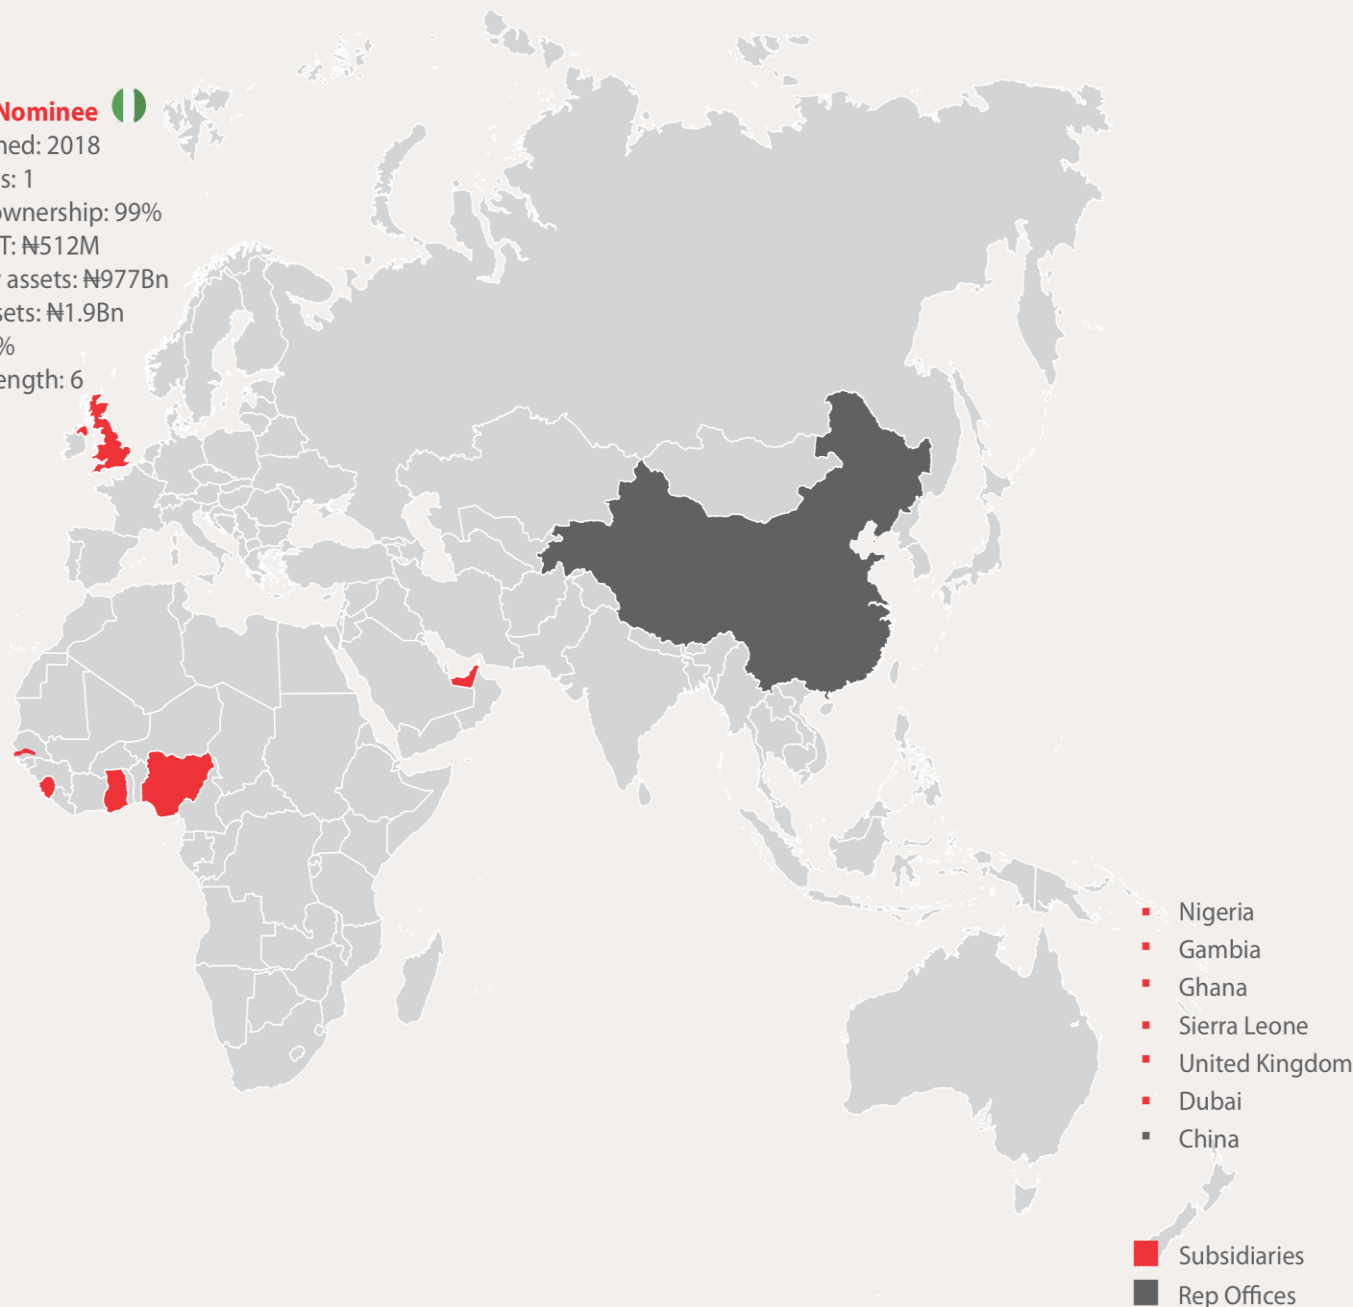 Nominee
ned: 2018
s: 1
ownership: 99%
T: ₦512M
assets: ₦977Bn
sets: ₦1.9Bn
%
ength: 6
Nigeria
Gambia
Ghana
Sierra Leone
United Kingdom
Dubai
China
Subsidiaries
Rep Offices